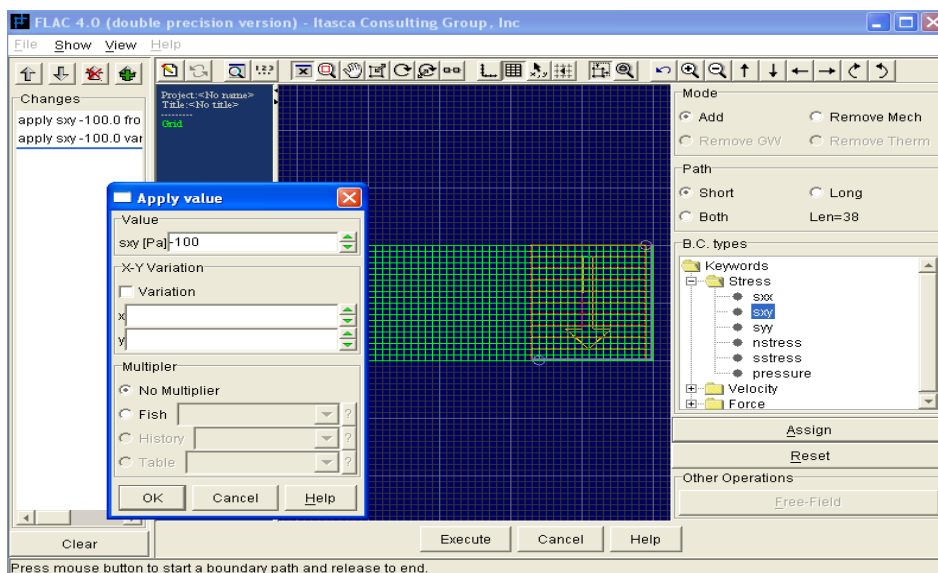 FLAC 4.0 (double precision version) - Itasca Consulting Group, Inc
File Show View Help
Changes
apply sxy -100.0 fro
apply sxy -100.0 var
Clear
Project:<No name>
Title:<No title>
---------
Grid
Apply value
Value
sxy [Pa] -100
X-Y Variation
Variation
x
y
Multipler
No Multiplier
Fish ?
History ?
Table ?
OK Cancel Help
Mode
Add Remove Mech
Remove GW Remove Therm
Path
Short Long
Both Len=38
B.C. types
Keywords
Stress
sxx
sxy
syy
nstress
sstress
pressure
Velocity
Force
Assign
Reset
Other Operations
Free-Field
Execute Cancel Help
Press mouse button to start a boundary path and release to end.